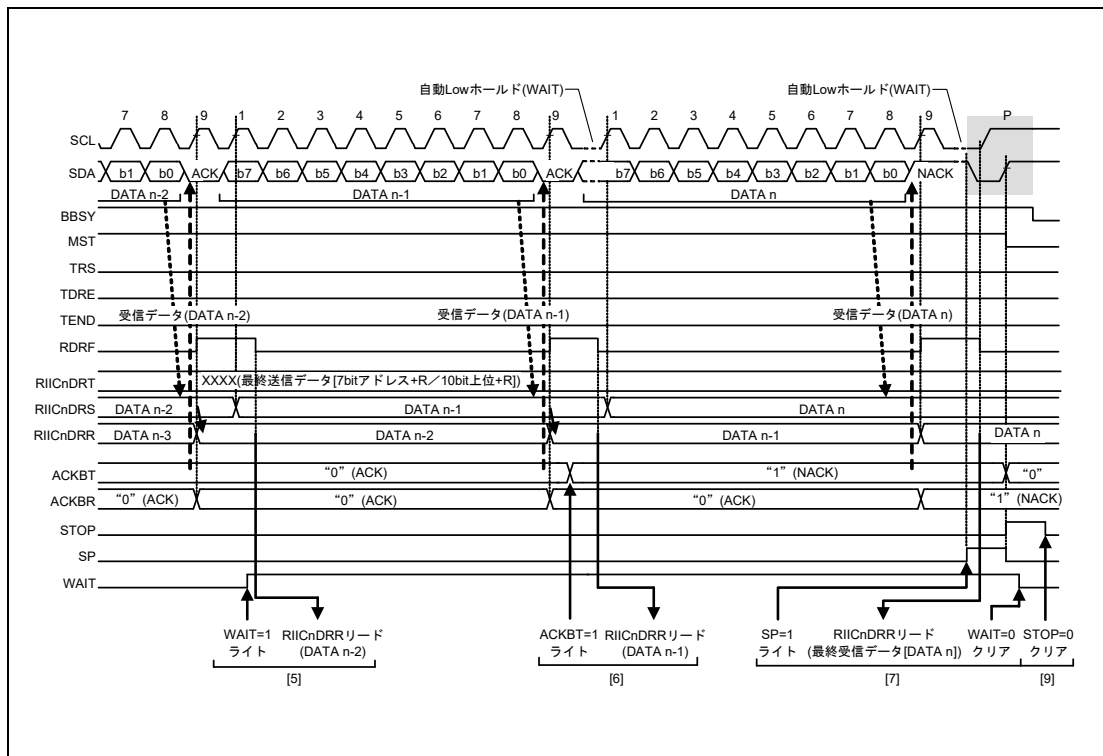 自動Lowホールド(WAIT)
自動Lowホールド(WAIT)
7 8 9 1 2 3 4 5 6 7 8 9 1 2 3 4 5 6 7 8 9 P
SCL
SDA b1 b0 ACK b7 b6 b5 b4 b3 b2 b1 b0 ACK b7 b6 b5 b4 b3 b2 b1 b0 NACK
DATA n-2 DATA n-1 DATA n
BBSY
MST
TRS
TDRE
TEND
受信データ(DATA n-2) 受信データ(DATA n-1) 受信データ(DATA n)
RDRF
RIICnDRT XXXX(最終送信データ[7bitアドレス+R/10bit上位+R])
RIICnDRS DATA n-2 DATA n-1 DATA n
RIICnDRR DATA n-3 DATA n-2 DATA n-1 DATA n
ACKBT “0” (ACK) “1” (NACK) “0”
ACKBR “0” (ACK) “0” (ACK) “0” (ACK) “1” (NACK)
STOP
SP
WAIT
WAIT=1 RIICnDRRリード ACKBT=1 RIICnDRRリード SP=1 RIICnDRRリード WAIT=0 STOP=0
ライト (DATA n-2) ライト (DATA n-1) ライト (最終受信データ[DATA n]) クリア クリア
[5] [6] [7] [9]